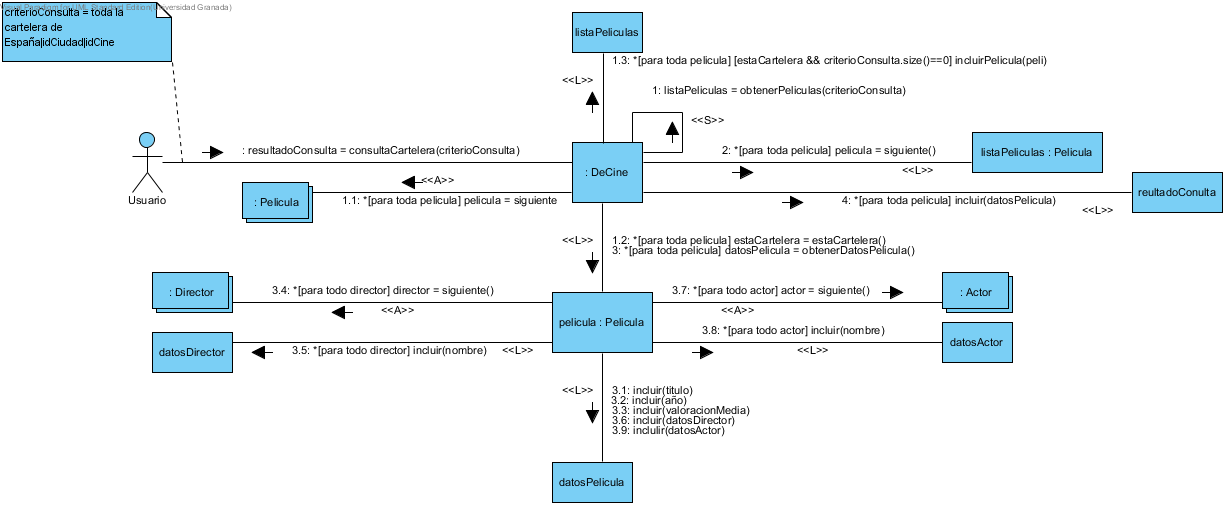 Visual Paradigm for UML Standard Edition(Universidad Granada)
criterioConsulta = toda la
cartelera de
España|idCiudad|idCine
listaPeliculas
1.3: *[para toda pelicula] [estaCartelera && criterioConsulta.size()==0] incluirPelicula(peli)
<<L>>
1: listaPeliculas = obtenerPeliculas(criterioConsulta)
<<S>>
: resultadoConsulta = consultaCartelera(criterioConsulta)
2: *[para toda pelicula] pelicula = siguiente()
listaPeliculas : Pelicula
: DeCine
<<L>>
<<A>>
reultadoConulta
Usuario
: Pelicula
1.1: *[para toda pelicula] pelicula = siguiente
4: *[para toda pelicula] incluir(datosPelicula)
<<L>>
<<L>>
1.2: *[para toda pelicula] estaCartelera = estaCartelera()
3: *[para toda pelicula] datosPelicula = obtenerDatosPelicula()
: Director
3.4: *[para todo director] director = siguiente()
3.7: *[para todo actor] actor = siguiente()
: Actor
<<A>>
<<A>>
pelicula : Pelicula
3.8: *[para todo actor] incluir(nombre)
datosDirector
3.5: *[para todo director] incluir(nombre)
<<L>>
<<L>>
datosActor
<<L>>
3.1: incluir(titulo)
3.2: incluir(año)
3.3: incluir(valoracionMedia)
3.6: incluir(datosDirector)
3.9: inclulir(datosActor)
datosPelicula